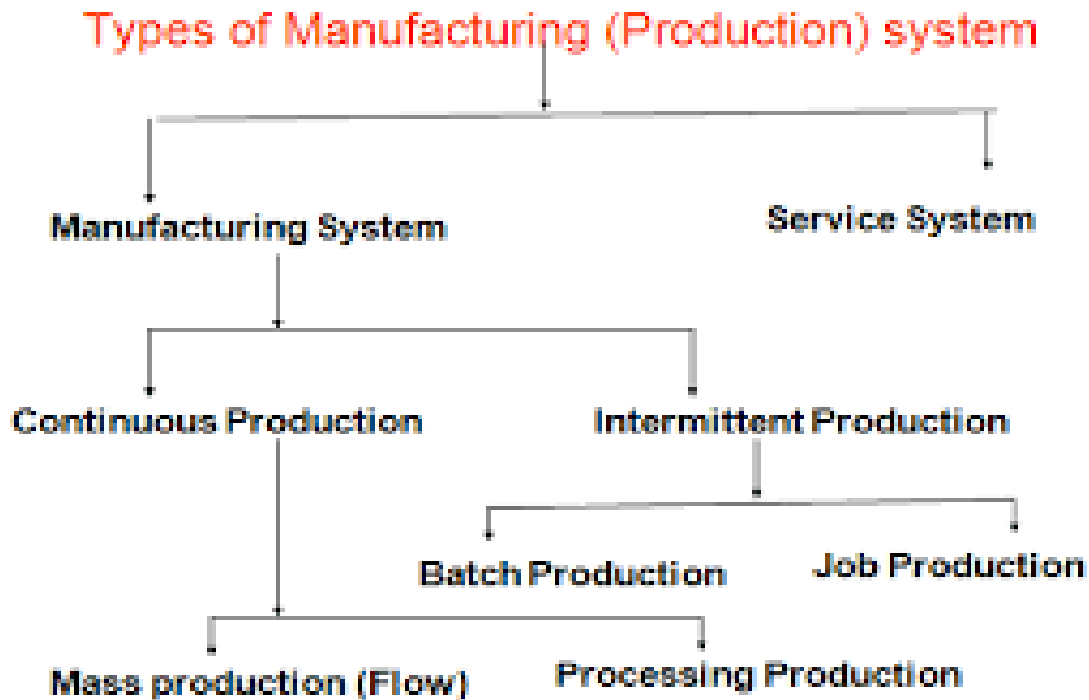 Types of Manufacturing (Production) system
Manufacturing System
Service System
Continuous Production
Intermittent Production
Batch Production
Job Production
Mass production (Flow)
Processing Production